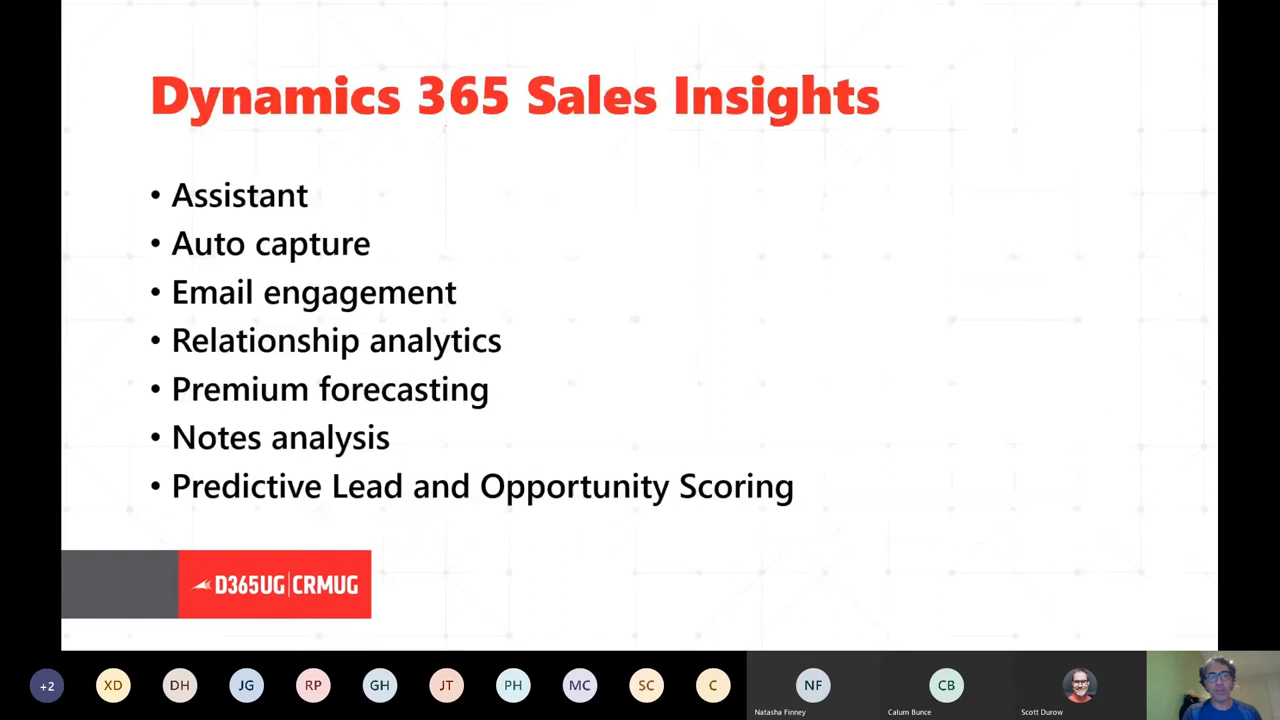 Dynamics 365 Sales Insights
• Assistant
• Auto capture
• Email engagement
• Relationship analytics
• Premium forecasting
• Notes analysis
• Predictive Lead and Opportunity Scoring
D365UG|CRMUG
+2 XD DH JG RP GH JT PH MC SC C NF CB
Natasha Finney Calum Bunce Scott Durow